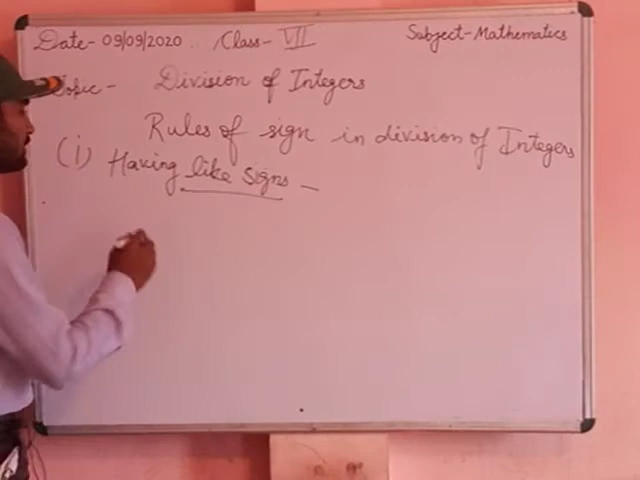 Date- 09/09/2020 .. Class- VII Subject-Mathematics
Topic- Division of Integers
Rules of sign in division of Integers
(i) Having like signs -